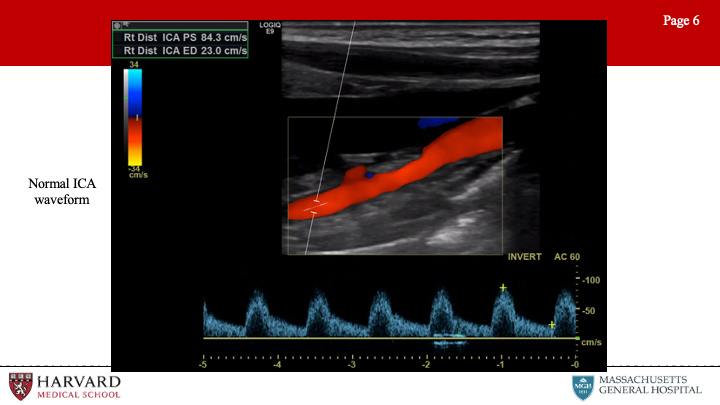 Page 6
Rt Dist ICA PS 84.3 cm/s
Rt Dist ICA ED 23.0 cm/s
LOGIQ
E9
34
-34
cm/s
Normal ICA
waveform
INVERT AC 60
-100
-50
cm/s
-5 -4 -3 -2 -1 -0
HARVARD
MEDICAL SCHOOL
MGH
1811
MASSACHUSETTS
GENERAL HOSPITAL